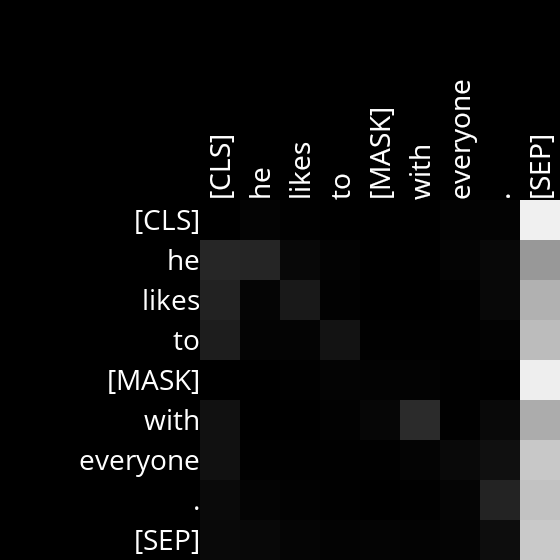 [CLS] he likes to [MASK] with everyone . [SEP]
[CLS]
he
likes
to
[MASK]
with
everyone
.
[SEP]